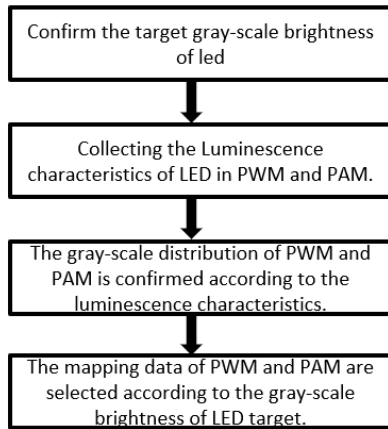 Confirm the target gray-scale brightness
of led
Collecting the Luminescence
characteristics of LED in PWM and PAM.
The gray-scale distribution of PWM and
PAM is confirmed according to the
luminescence characteristics.
The mapping data of PWM and PAM are
selected according to the gray-scale
brightness of LED target.